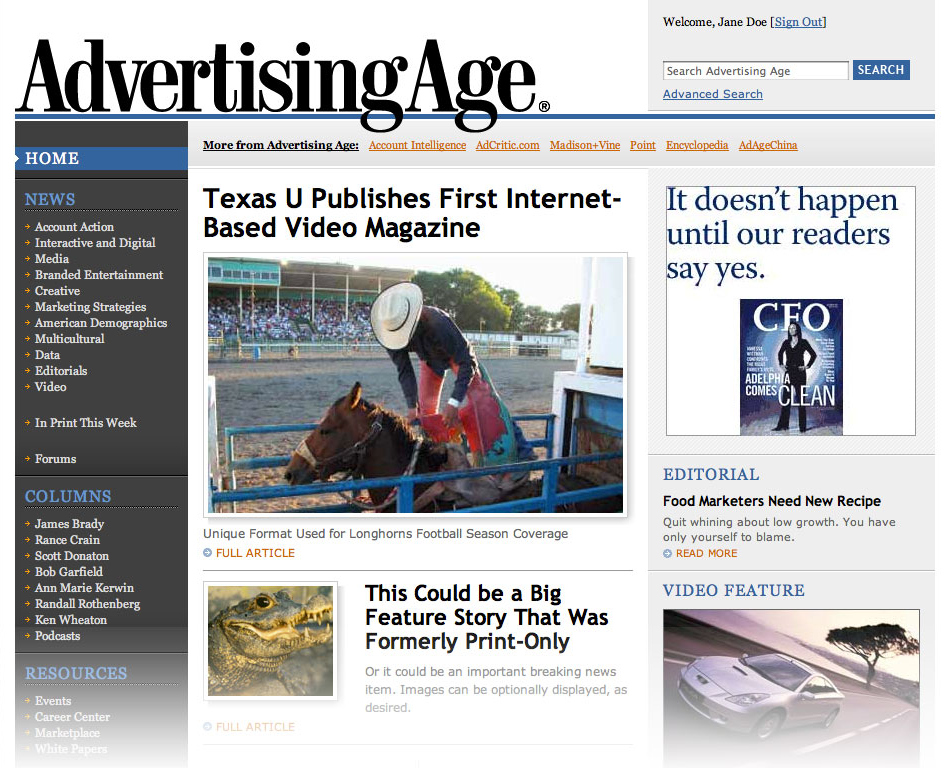 Welcome, Jane Doe [Sign Out]
Advertising Age®
Search Advertising Age SEARCH
Advanced Search
HOME
More from Advertising Age: Account Intelligence AdCritic.com Madison+Vine Point Encyclopedia AdAgeChina
NEWS
Account Action
Interactive and Digital
Media
Branded Entertainment
Creative
Marketing Strategies
American Demographics
Multicultural
Data
Editorials
Video
In Print This Week
Forums
COLUMNS
James Brady
Rance Crain
Scott Donaton
Bob Garfield
Ann Marie Kerwin
Randall Rothenberg
Ken Wheaton
Podcasts
RESOURCES
Events
Career Center
Marketplace
White Papers
Texas U Publishes First Internet-
Based Video Magazine
Unique Format Used for Longhorns Football Season Coverage
FULL ARTICLE
This Could be a Big
Feature Story That Was
Formerly Print-Only
Or it could be an important breaking news
item. Images can be optionally displayed, as
desired.
FULL ARTICLE
It doesn't happen
until our readers
say yes.
CFO
ADELPHIA
COMES CLEAN
EDITORIAL
Food Marketers Need New Recipe
Quit whining about low growth. You have
only yourself to blame.
READ MORE
VIDEO FEATURE